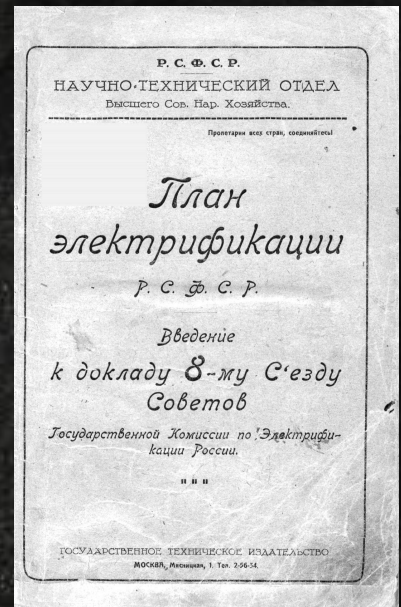 Р. С. Ф. С. Р.
НАУЧНО-ТЕХНИЧЕСКИЙ ОТДЕЛ
Высшего Сов. Нар. Хозяйства.
Пролетарии всех стран, соединяйтесь!
План
электрификации
Р. С. Ф. С. Р.
Введение
к докладу 8-му С'езду
Советов
Государственной Комиссии по Электрифи-
кации России.
ГОСУДАРСТВЕННОЕ ТЕХНИЧЕСКОЕ ИЗДАТЕЛЬСТВО
МОСКВА, Мясницкая, 1. Тел. 2-56-54.